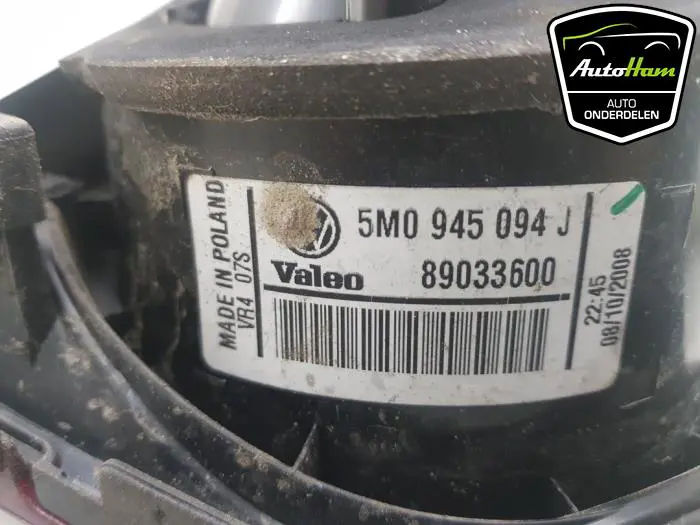 AutoHam
AUTO
ONDERDELEN
MADE IN POLAND
VR4 07S
5M0 945 094 J
Valeo
89033600
22:45
08/10/2008